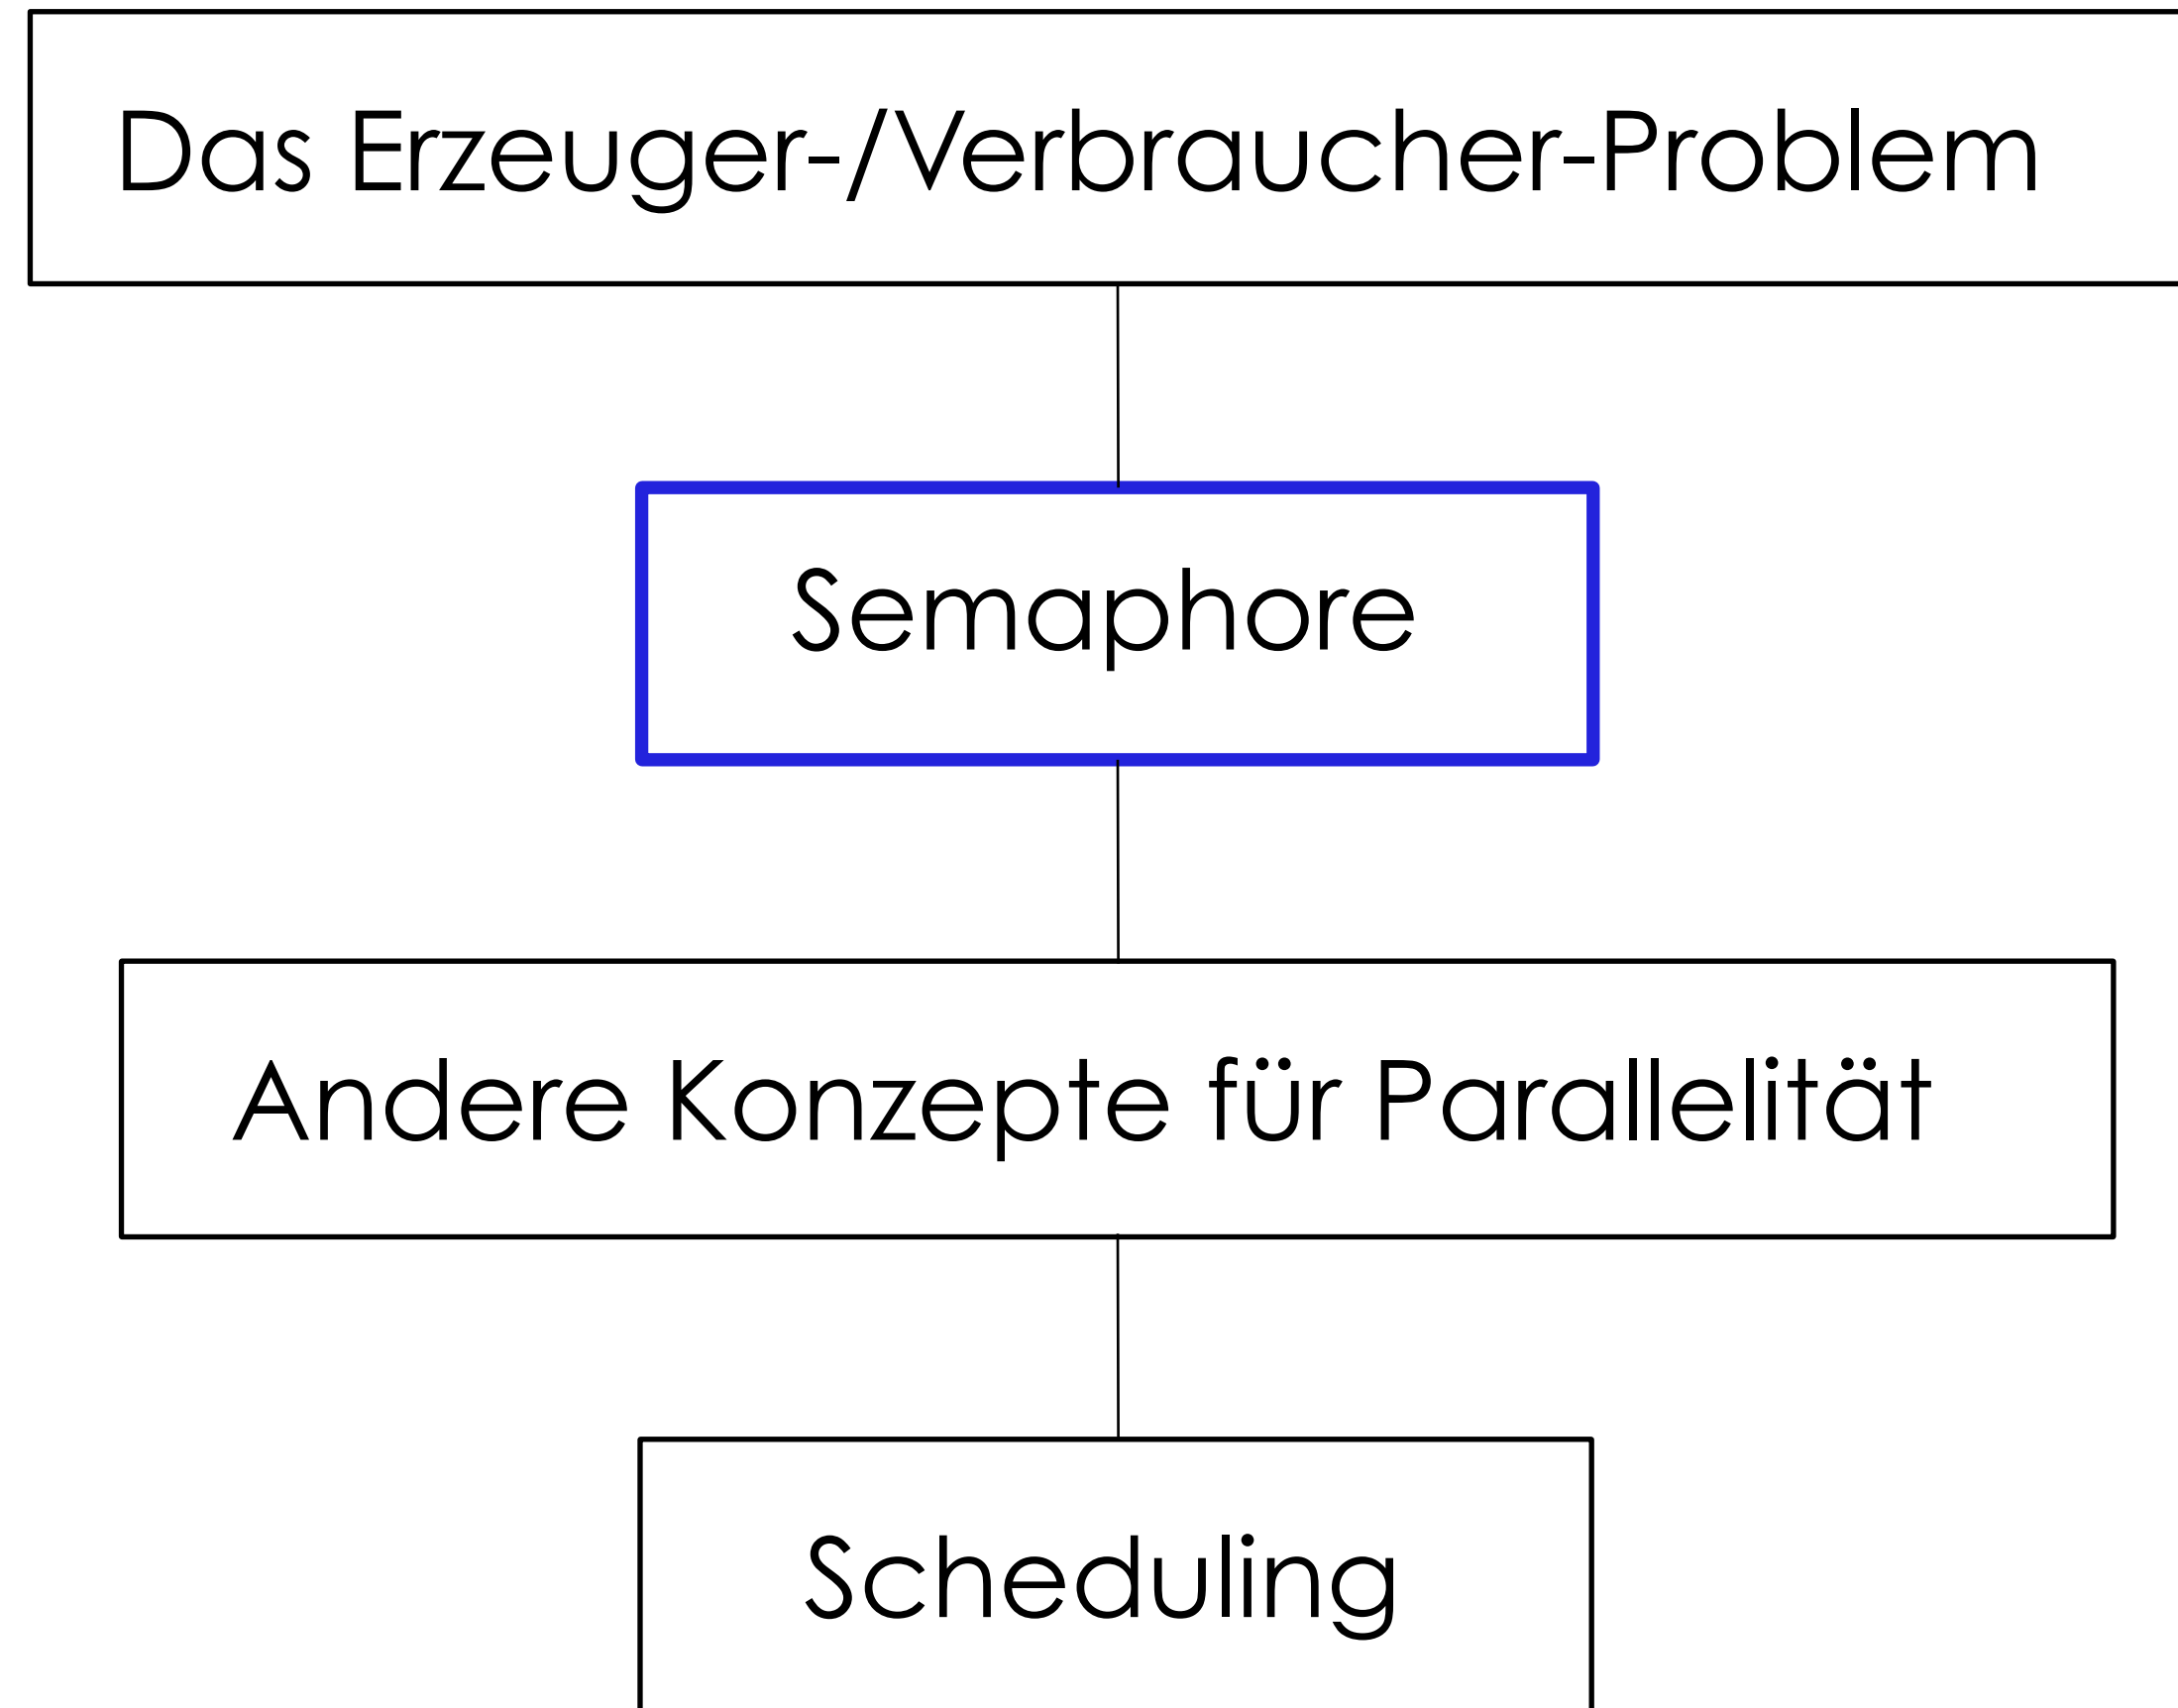 Das Erzeuger-/Verbraucher-Problem
Semaphore
Andere Konzepte für Parallelität
Scheduling